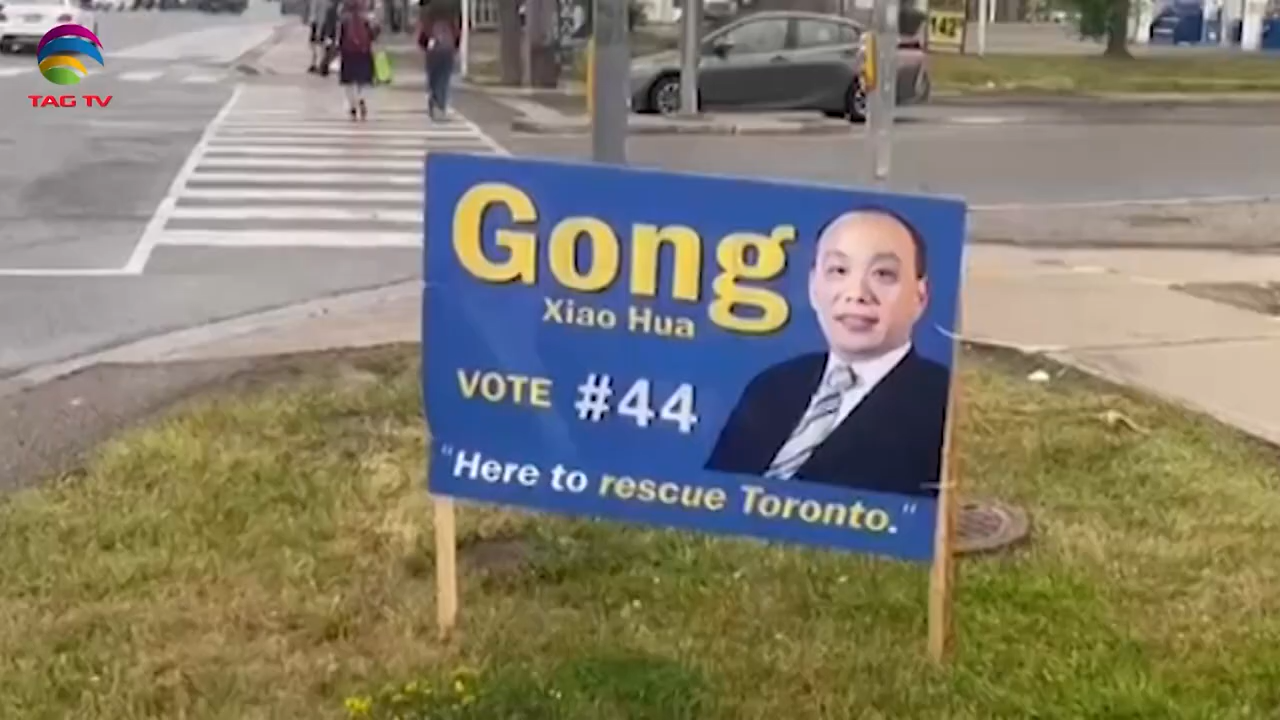 TAG TV
142
Gong
Xiao Hua
VOTE #44
"Here to rescue Toronto."